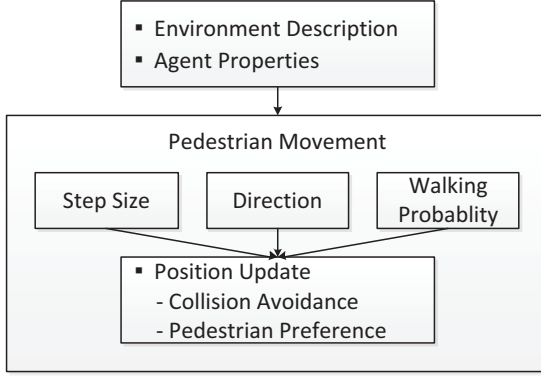 ▪ Environment Description
▪ Agent Properties
Pedestrian Movement
Step Size
Direction
Walking
Probablity
▪ Position Update
- Collision Avoidance
- Pedestrian Preference